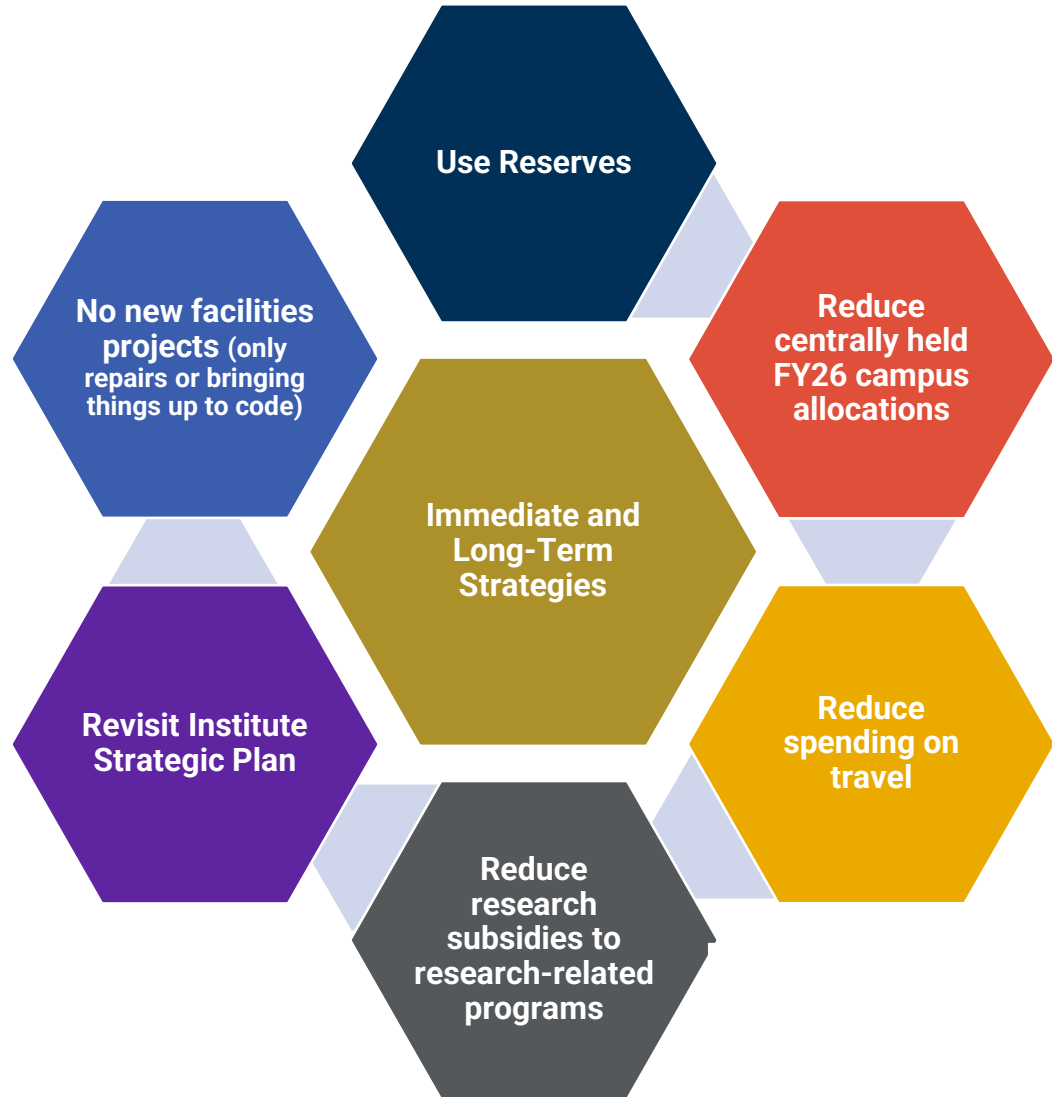 Use Reserves
Reduce
centrally held
FY26 campus
allocations
Reduce
spending on
travel
Reduce
research
subsidies to
research-related
programs
Revisit Institute
Strategic Plan
No new facilities
projects (only
repairs or bringing
things up to code)
Immediate and
Long-Term
Strategies